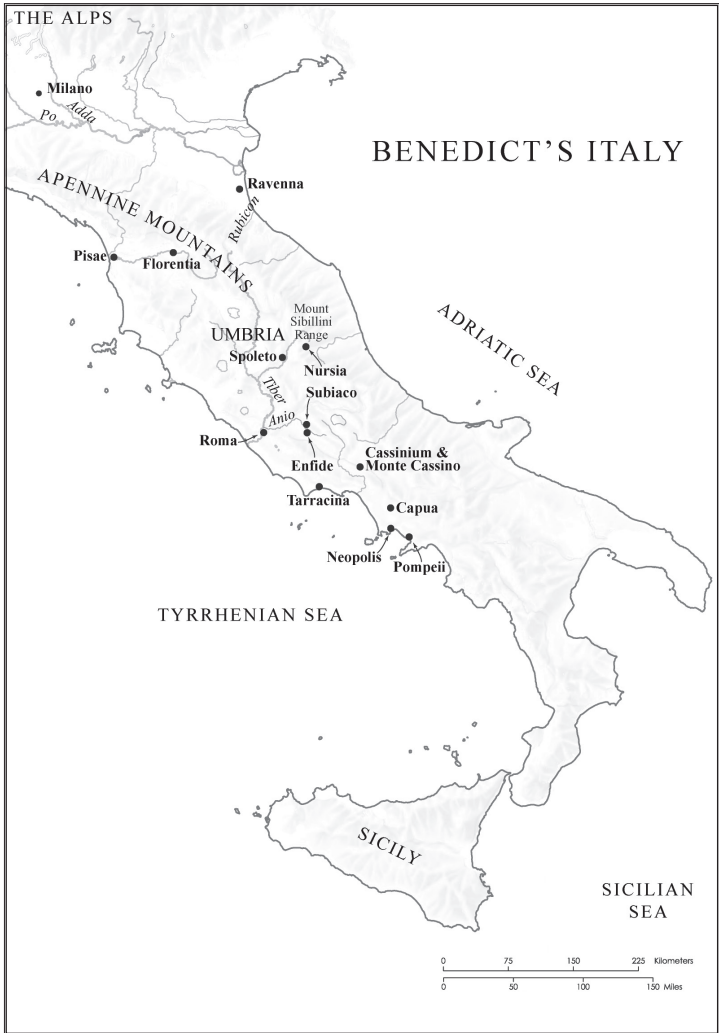 THE ALPS
Milano
Po
Adda
BENEDICT’S ITALY
APENNINE MOUNTAINS
Ravenna
Rubicon
Pisae
Florentia
ADRIATIC SEA
UMBRIA
Mount
Sibillini
Range
Spoleto
Nursia
Tiber
Subiaco
Anio
Roma
Enfide
Cassinium &
Monte Cassino
Tarracina
Capua
Neopolis
Pompeii
TYRRHENIAN SEA
SICILY
SICILIAN
SEA
0 75 150 225 Kilometers
0 50 100 150 Miles